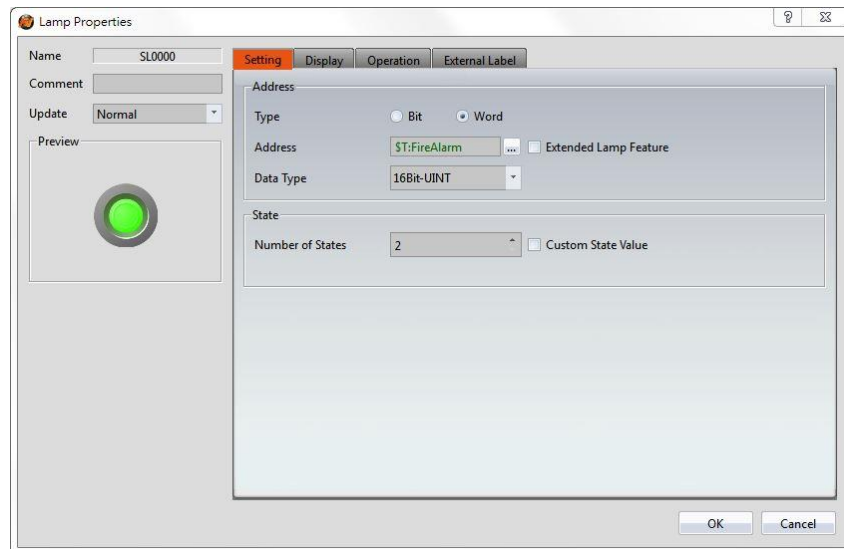 Lamp Properties
Name SL0000
Comment
Update Normal
Preview
Setting Display Operation External Label
Address
Type Bit Word
Address $T:FireAlarm ... Extended Lamp Feature
Data Type 16Bit-UINT
State
Number of States 2 Custom State Value
OK Cancel